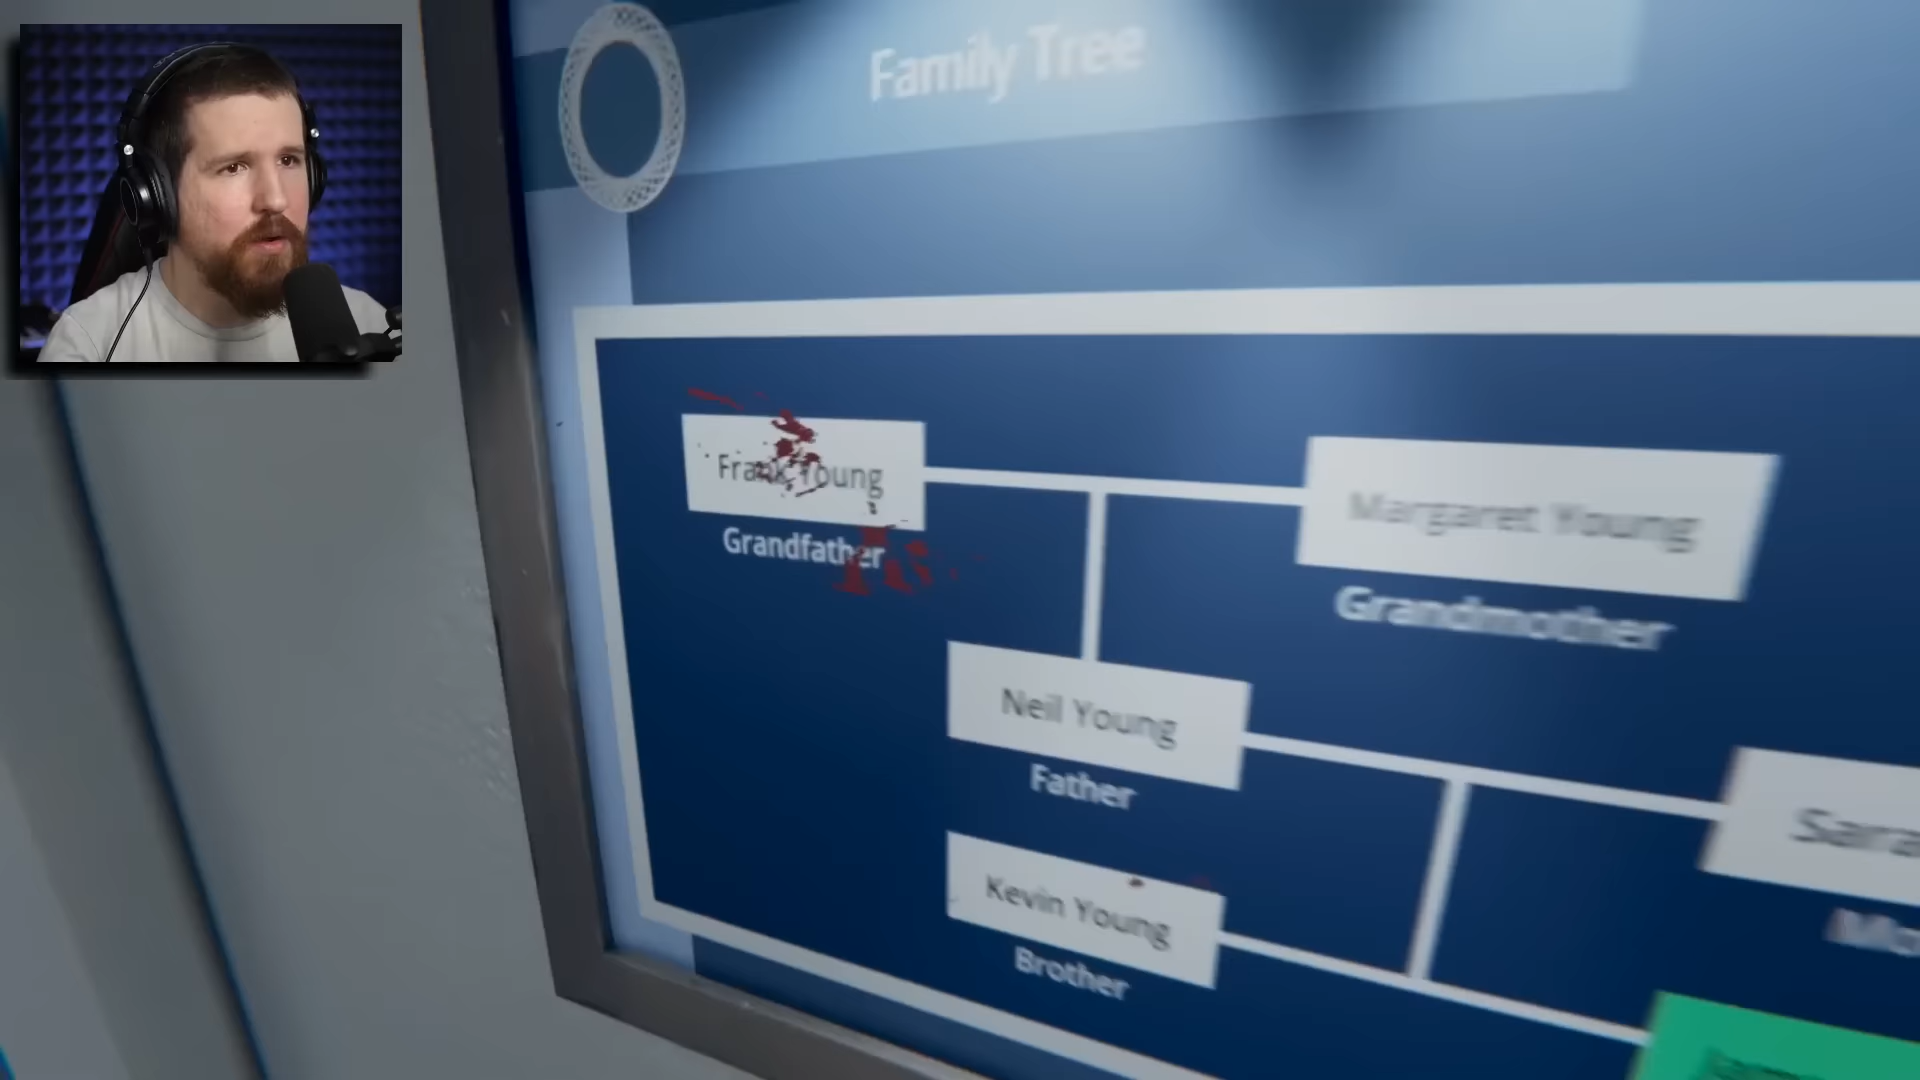 Family Tree
Frank Young
Grandfather
Margaret Young
Grandmother
Neil Young
Father
Kevin Young
Brother